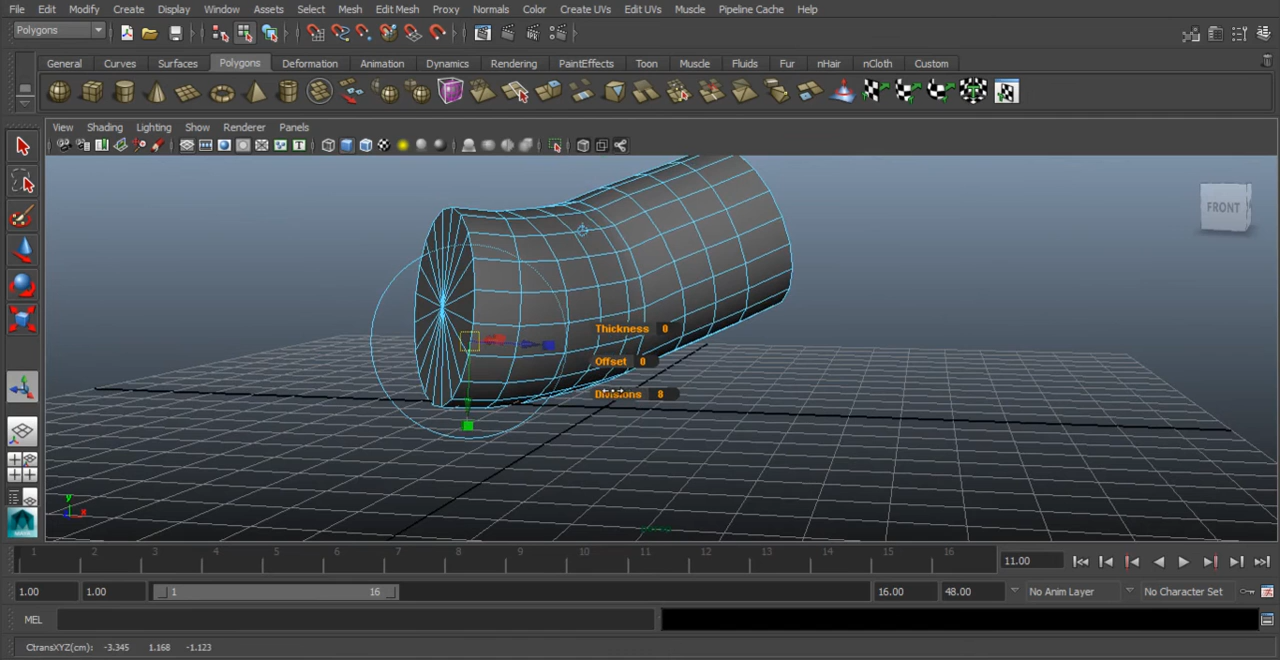 File Edit Modify Create Display Window Assets Select Mesh Edit Mesh Proxy Normals Color Create UVs Edit UVs Muscle Pipeline Cache Help
Polygons
General Curves Surfaces Polygons Deformation Animation Dynamics Rendering PaintEffects Toon Muscle Fluids Fur nHair nCloth Custom
View Shading Lighting Show Renderer Panels
FRONT
Thickness 0
Offset 0
Divisions 8
y
x
1 2 3 4 5 6 7 8 9 10 11 12 13 14 15 16 11.00
1.00 1.00 1 16 16.00 48.00 No Anim Layer No Character Set
MEL
CtransXYZ(cm): -3.345 1.168 -1.123